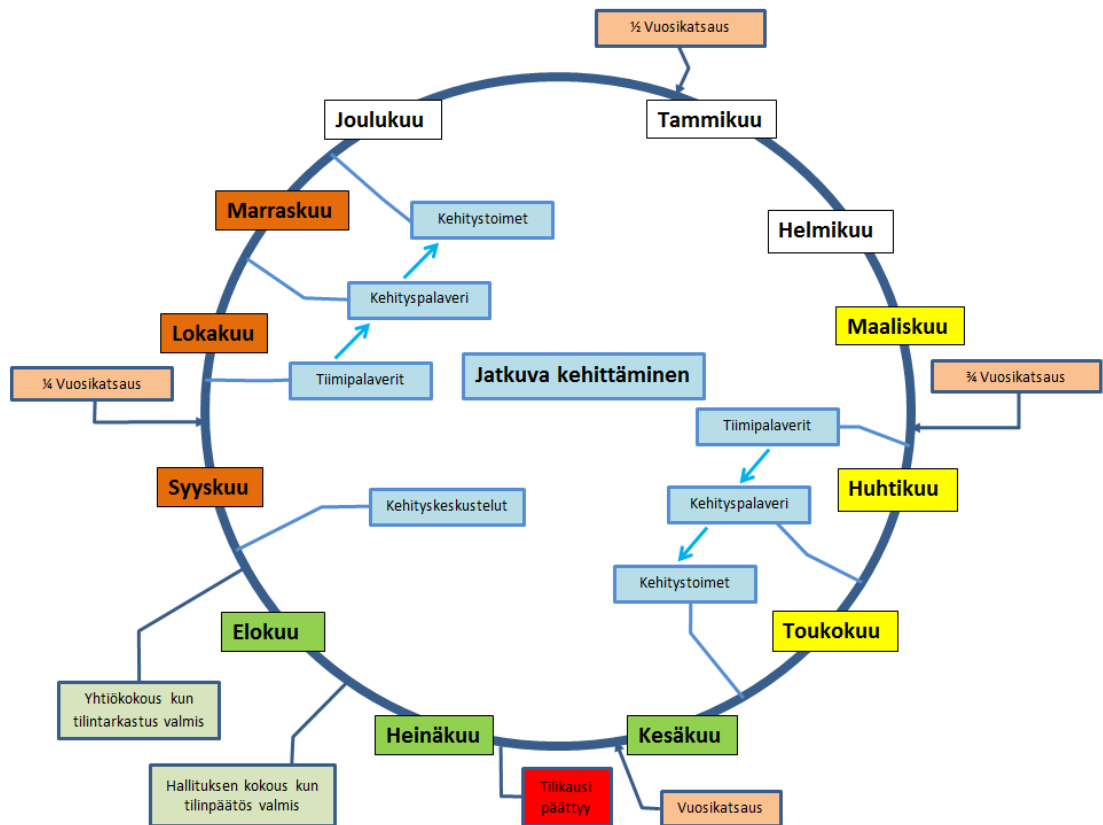 ½ Vuosikatsaus
Joulukuu
Tammikuu
Marraskuu
Kehitystoimet
Helmikuu
Kehityspalaveri
Lokakuu
Maaliskuu
¼ Vuosikatsaus
Tiimipalaverit
Jatkuva kehittäminen
¾ Vuosikatsaus
Tiimipalaverit
Syyskuu
Kehityskeskustelut
Kehityspalaveri
Huhtikuu
Kehitystoimet
Elokuu
Toukokuu
Yhtiökokous kun
tilintarkastus valmis
Heinäkuu
Kesäkuu
Hallituksen kokous kun
tilinpäätös valmis
Tilikausi
päättyy
Vuosikatsaus